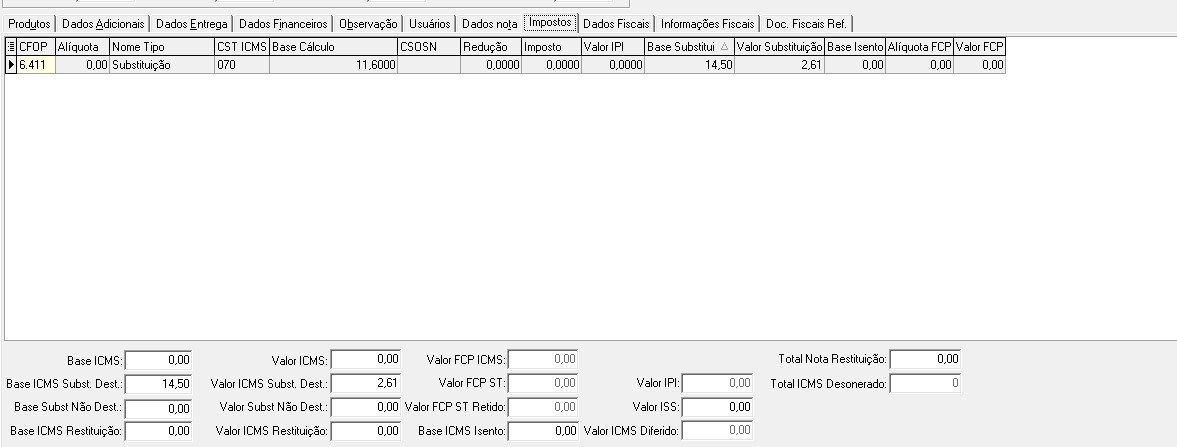 Produtos Dados Adicionais Dados Entrega Dados Financeiros Observação Usuários Dados nota Impostos Dados Fiscais Informações Fiscais Doc. Fiscais Ref.
CFOP Alíquota Nome Tipo CST ICMS Base Cálculo CSOSN Redução Imposto Valor IPI Base Substitui Valor Substituição Base Isento Alíquota FCP Valor FCP
6.411 0,00 Substituição 070 11,6000 0,0000 0,0000 0,0000 14,50 2,61 0,00 0,00 0,00
Base ICMS: 0,00 Valor ICMS: 0,00 Valor FCP ICMS: 0,00 Total Nota Restituição: 0,00
Base ICMS Subst. Dest.: 14,50 Valor ICMS Subst. Dest.: 2,61 Valor FCP ST: 0,00 Valor IPI: 0,00 Total ICMS Desonerado: 0
Base Subst Não Dest.: 0,00 Valor Subst Não Dest.: 0,00 Valor FCP ST Retido: 0,00 Valor ISS: 0,00
Base ICMS Restituição: 0,00 Valor ICMS Restituição: 0,00 Base ICMS Isento: 0,00 Valor ICMS Diferido: 0,00